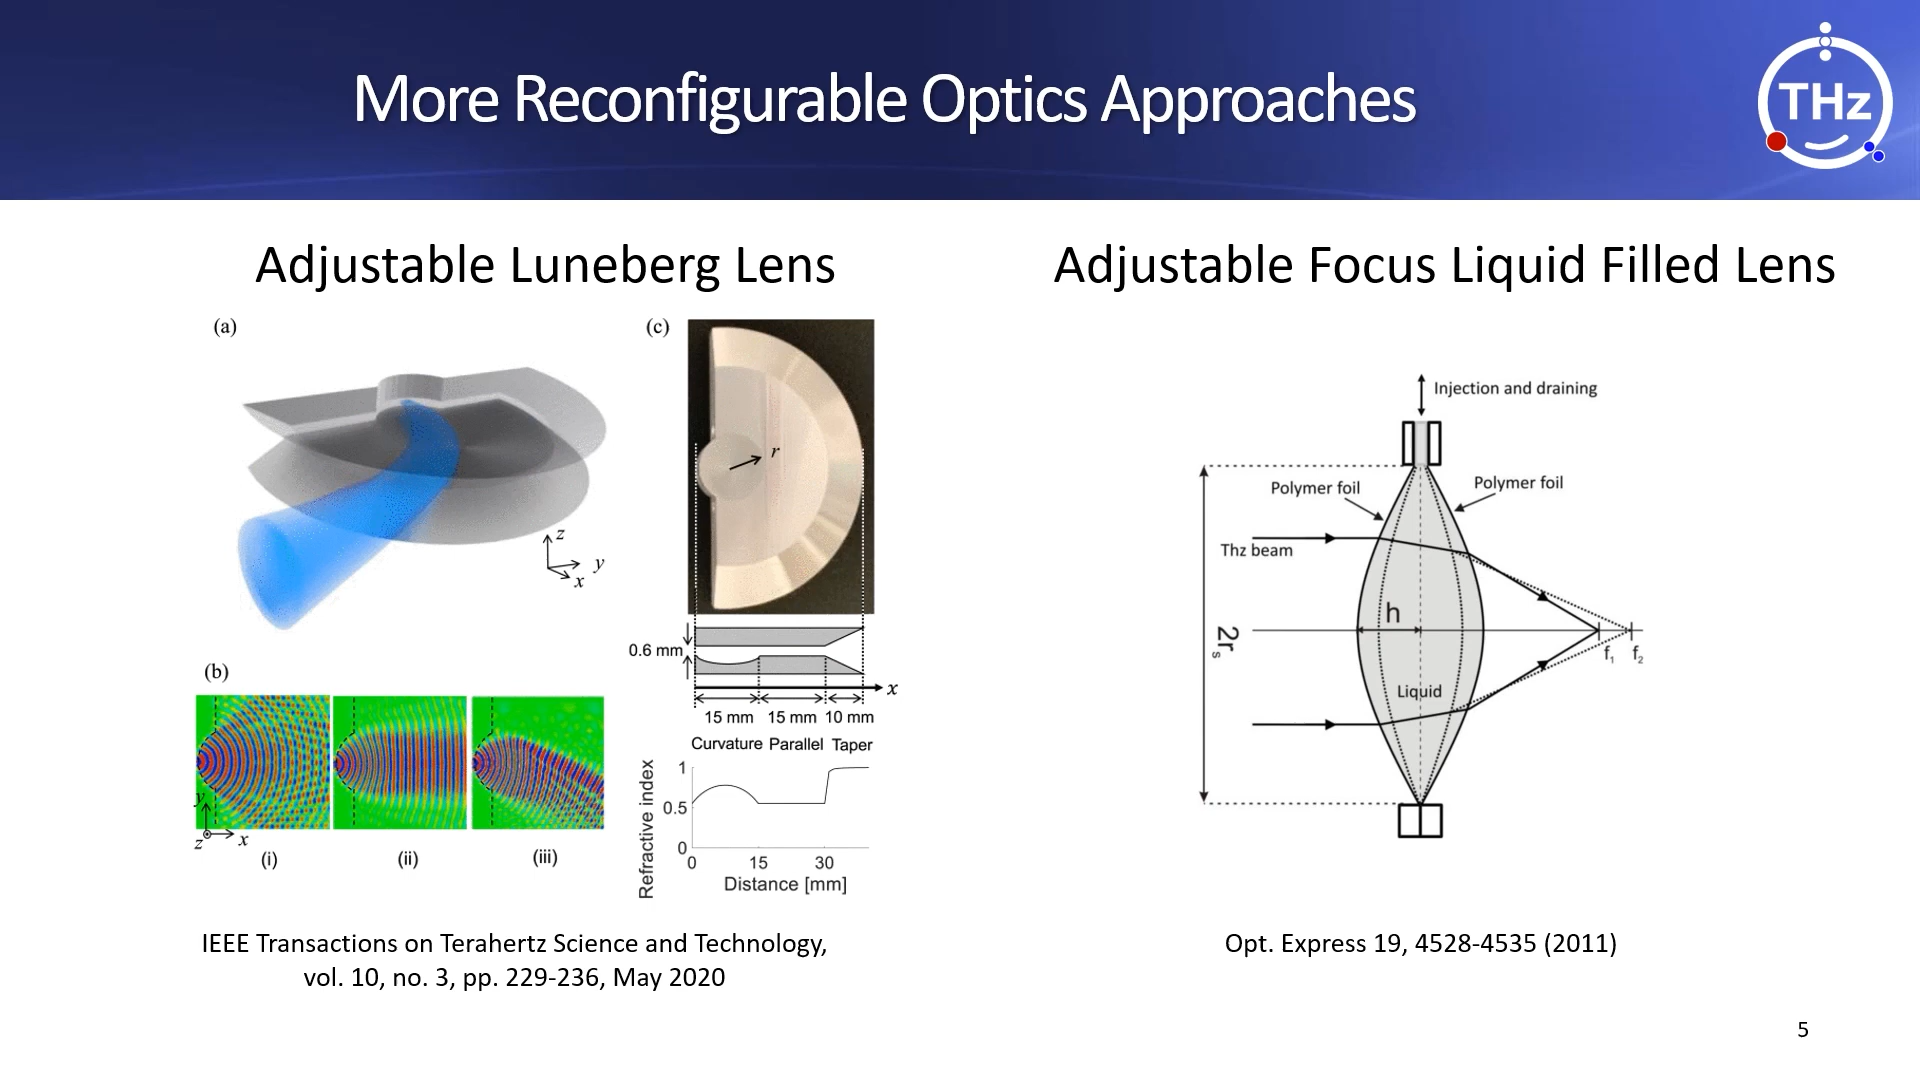 More Reconfigurable Optics Approaches
THz
Adjustable Luneberg Lens
(a)
z
y
x
(b)
y
z
x
(i)
(ii)
(iii)
(c)
r
0.6 mm
x
15 mm 15 mm 10 mm
Curvature Parallel Taper
Refractive index
1
0.5
0
0 15 30
Distance [mm]
IEEE Transactions on Terahertz Science and Technology,
vol. 10, no. 3, pp. 229-236, May 2020
Adjustable Focus Liquid Filled Lens
Injection and draining
Polymer foil
Polymer foil
Thz beam
h
2rs
f1 f2
Liquid
Opt. Express 19, 4528-4535 (2011)
5